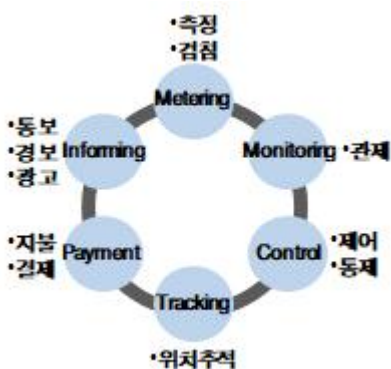 •측정
•검침
Metering
•통보
•경보
•광고
Informing
Monitoring
•관제
•지불
•결제
Payment
Control
•제어
•통제
Tracking
•위치추적